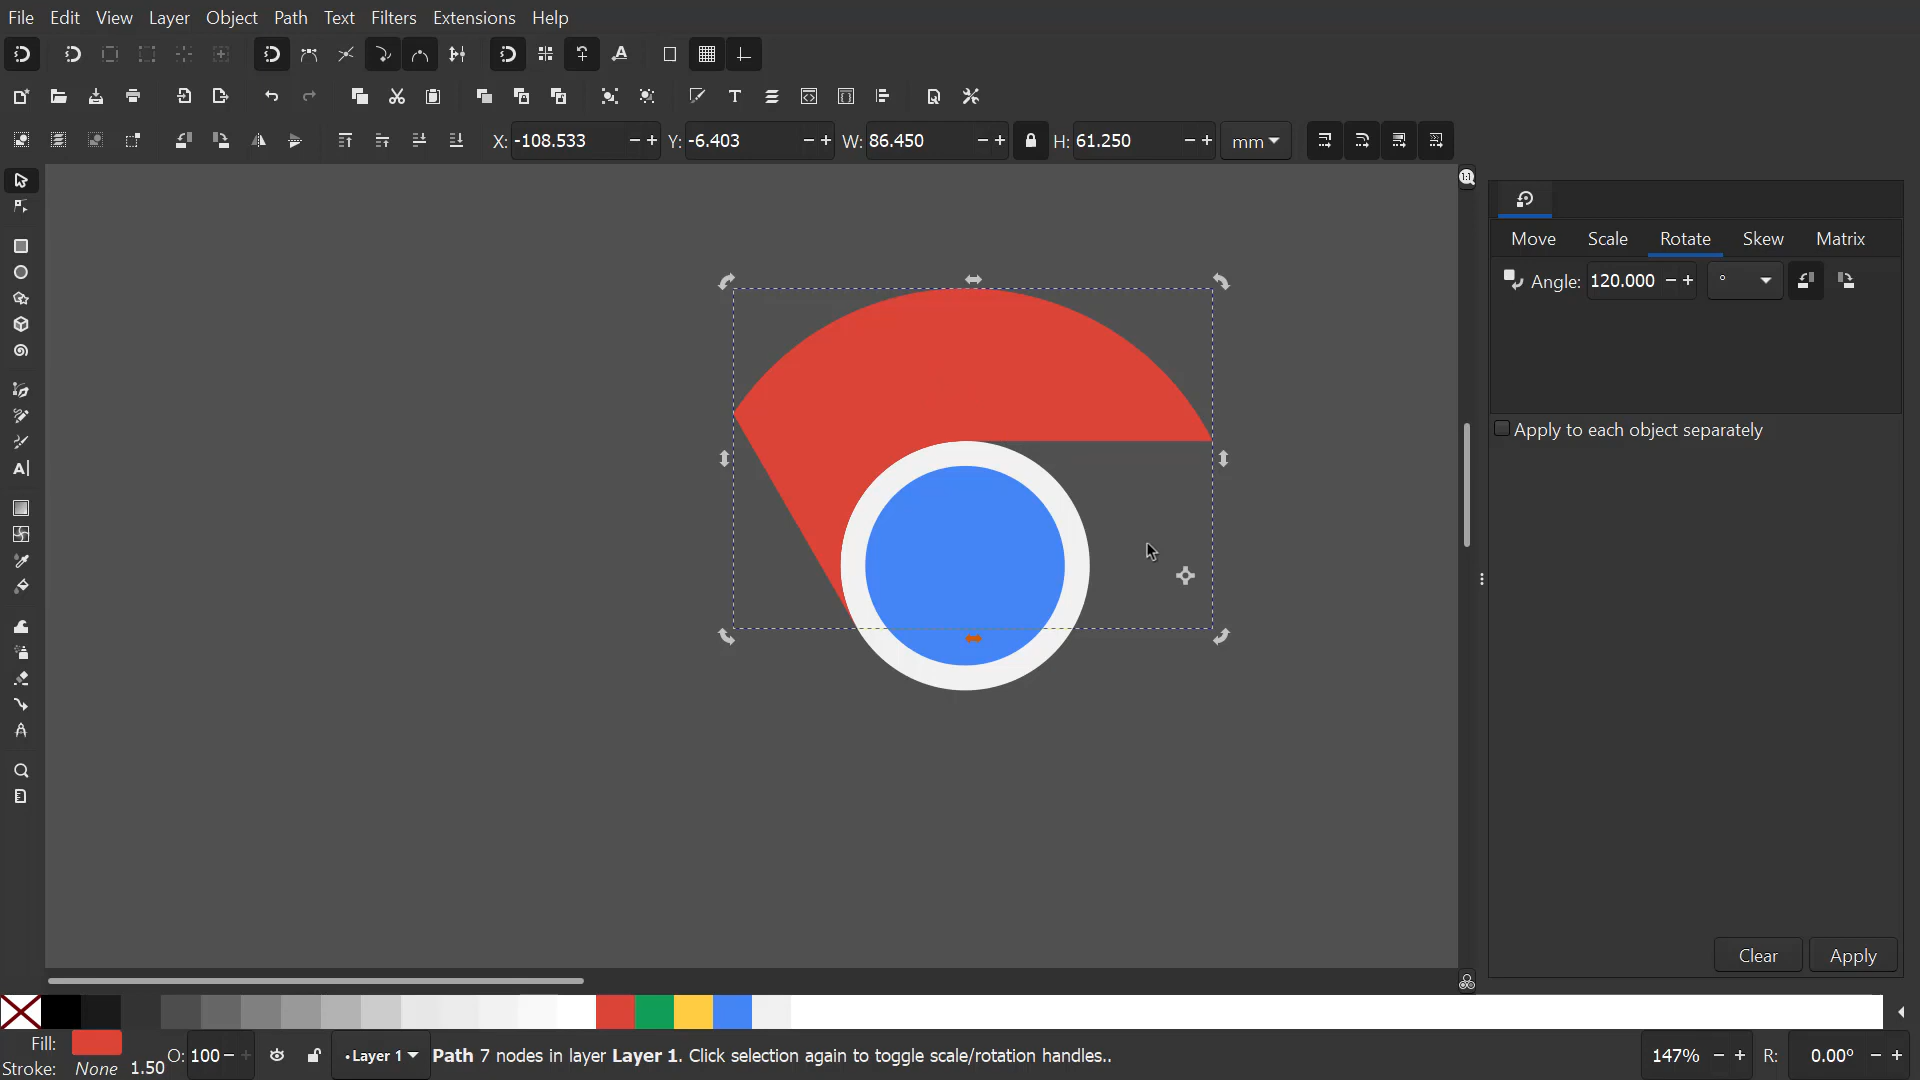 File Edit View Layer Object Path Text Filters Extensions Help
X: -108.533 Y: -6.403 W: 86.450 H: 61.250 mm
Move Scale Rotate Skew Matrix
Angle: 120.000 °
Apply to each object separately
Clear Apply
Fill: O: 100 •Layer 1 Path 7 nodes in layer Layer 1. Click selection again to toggle scale/rotation handles.. 147% R: 0.00°
Stroke: None 1.50